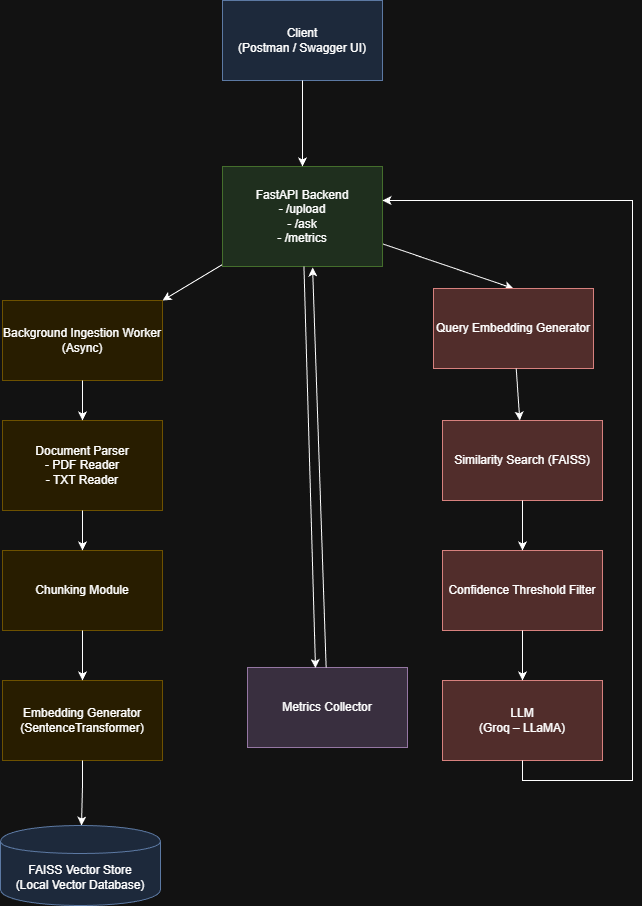 Client
(Postman / Swagger UI)
FastAPI Backend
- /upload
- /ask
- /metrics
Background Ingestion Worker
(Async)
Query Embedding Generator
Document Parser
- PDF Reader
- TXT Reader
Similarity Search (FAISS)
Chunking Module
Confidence Threshold Filter
Embedding Generator
(SentenceTransformer)
Metrics Collector
LLM
(Groq – LLaMA)
FAISS Vector Store
(Local Vector Database)